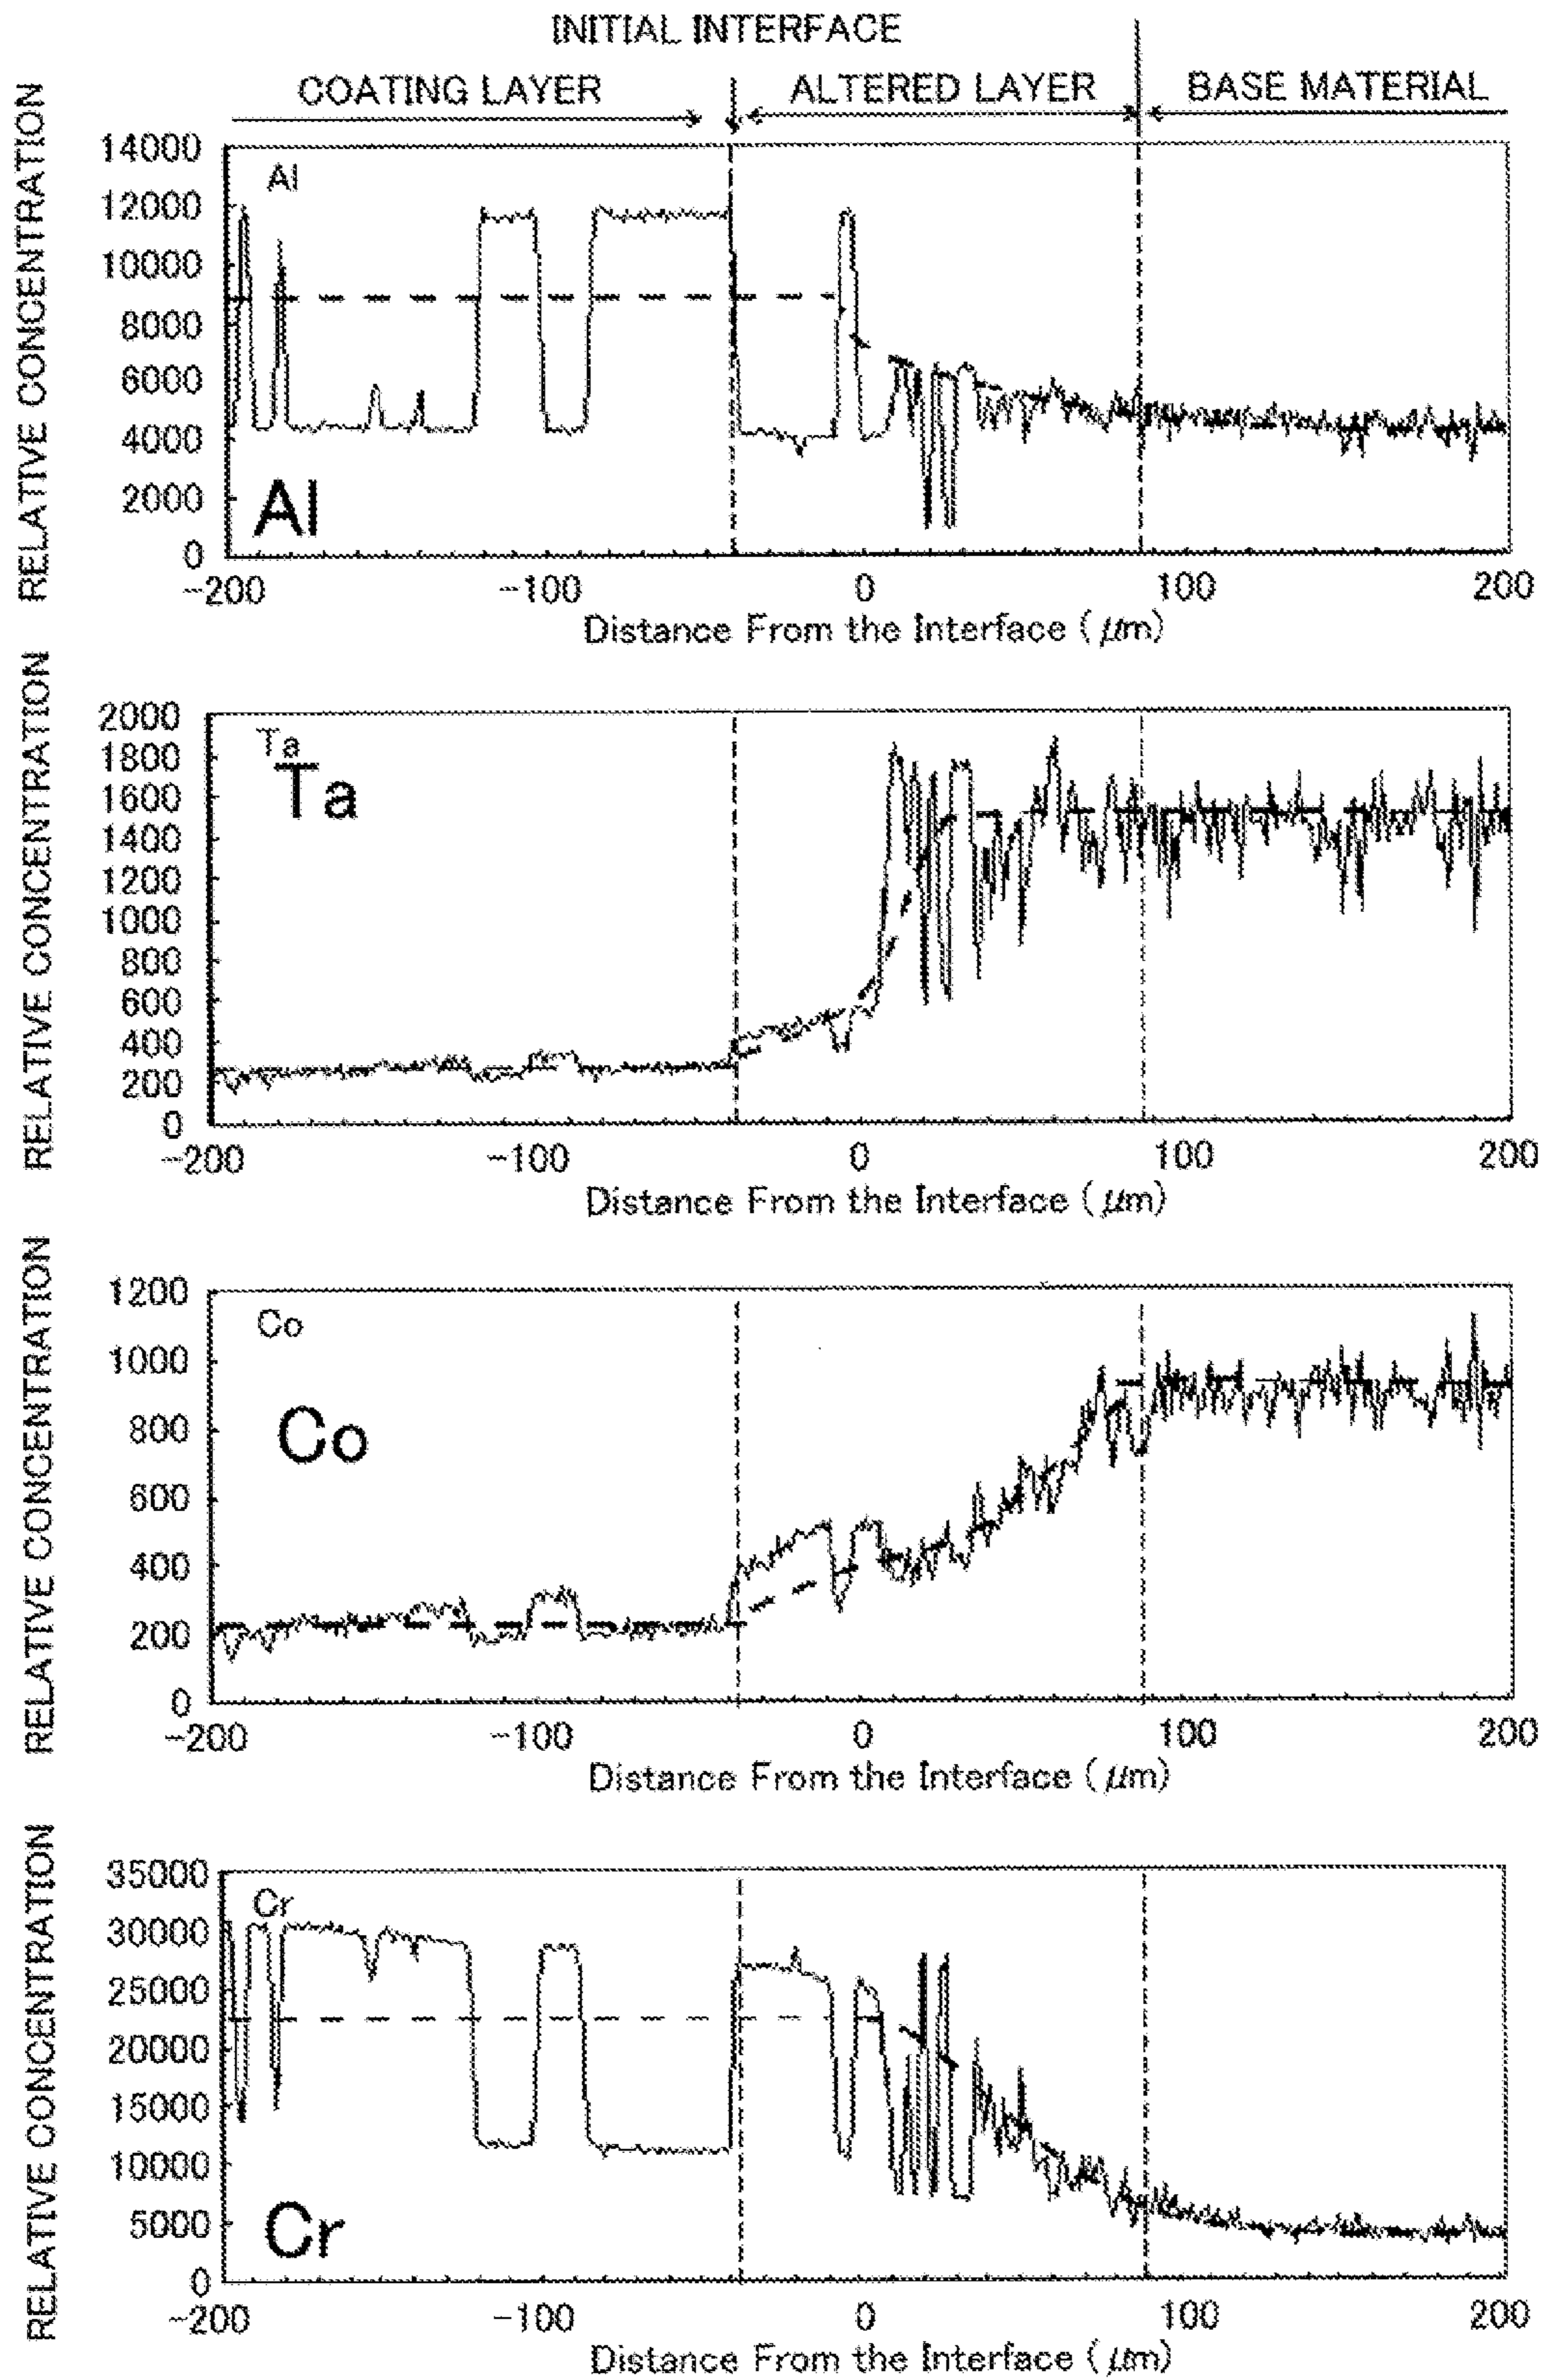 INITIAL INTERFACE
COATING LAYER ALTERED LAYER BASE MATERIAL
RELATIVE CONCENTRATION
14000
12000
10000
8000
6000
4000
2000
0
Al
Al
-200 -100 0 100 200
Distance From the Interface (μm)
RELATIVE CONCENTRATION
2000
1800
1600
1400
1200
1000
800
600
400
200
0
Ta
Ta
-200 -100 0 100 200
Distance From the Interface (μm)
RELATIVE CONCENTRATION
1200
1000
800
600
400
200
0
Co
Co
-200 -100 0 100 200
Distance From the Interface (μm)
RELATIVE CONCENTRATION
35000
30000
25000
20000
15000
10000
5000
0
Cr
Cr
-200 -100 0 100 200
Distance From the Interface (μm)